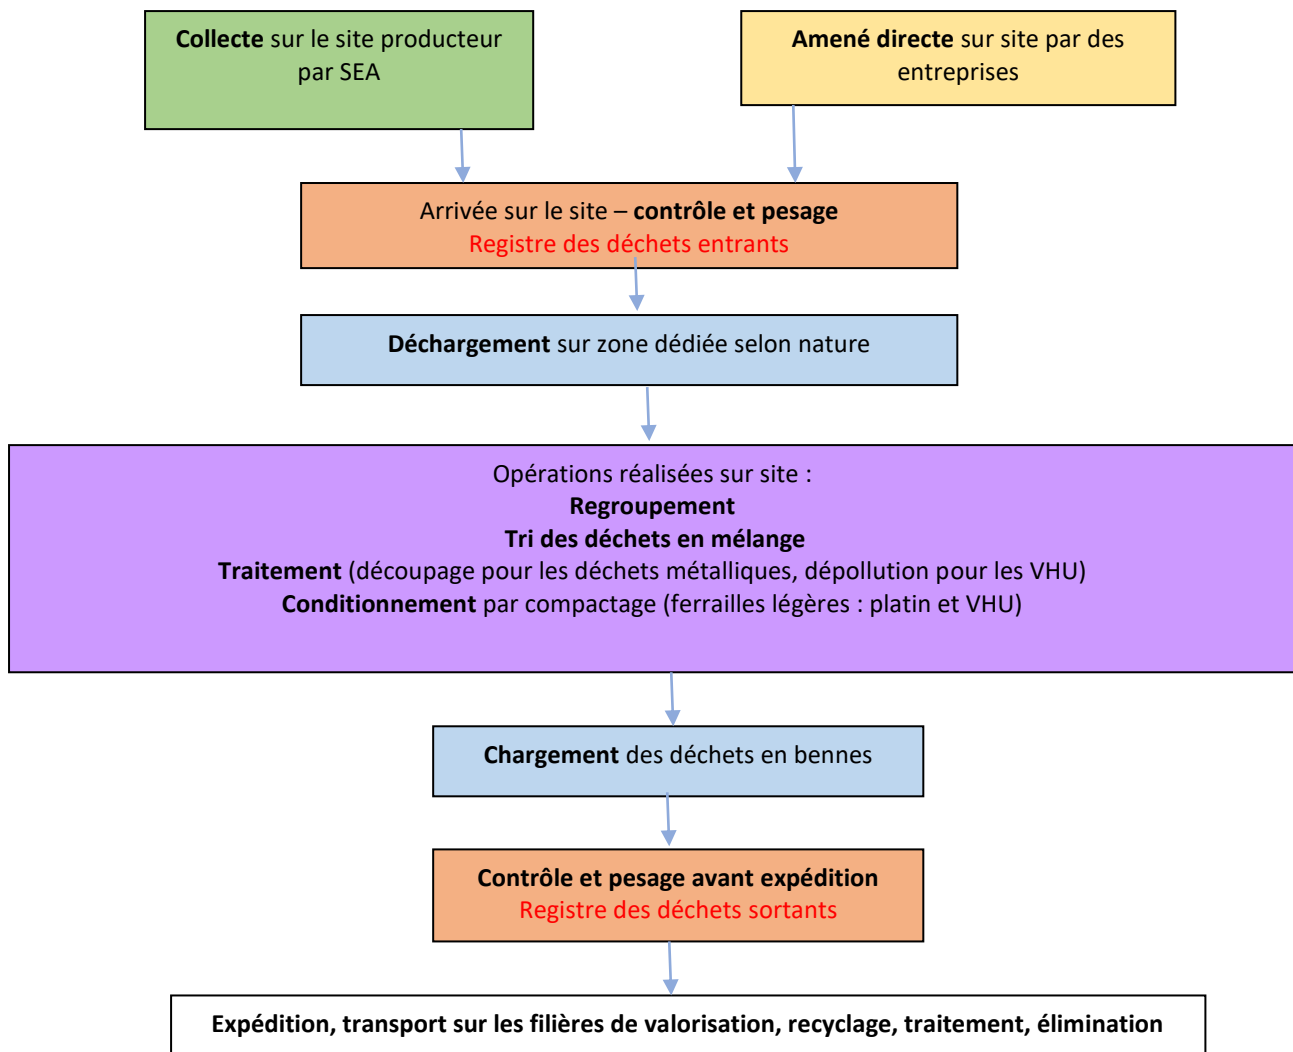 Collecte sur le site producteur
par SEA
Amené directe sur site par des
entreprises
Arrivée sur le site – contrôle et pesage
Registre des déchets entrants
Déchargement sur zone dédiée selon nature
Opérations réalisées sur site :
Regroupement
Tri des déchets en mélange
Traitement (découpage pour les déchets métalliques, dépollution pour les VHU)
Conditionnement par compactage (ferrailles légères : platin et VHU)
Chargement des déchets en bennes
Contrôle et pesage avant expédition
Registre des déchets sortants
Expédition, transport sur les filières de valorisation, recyclage, traitement, élimination